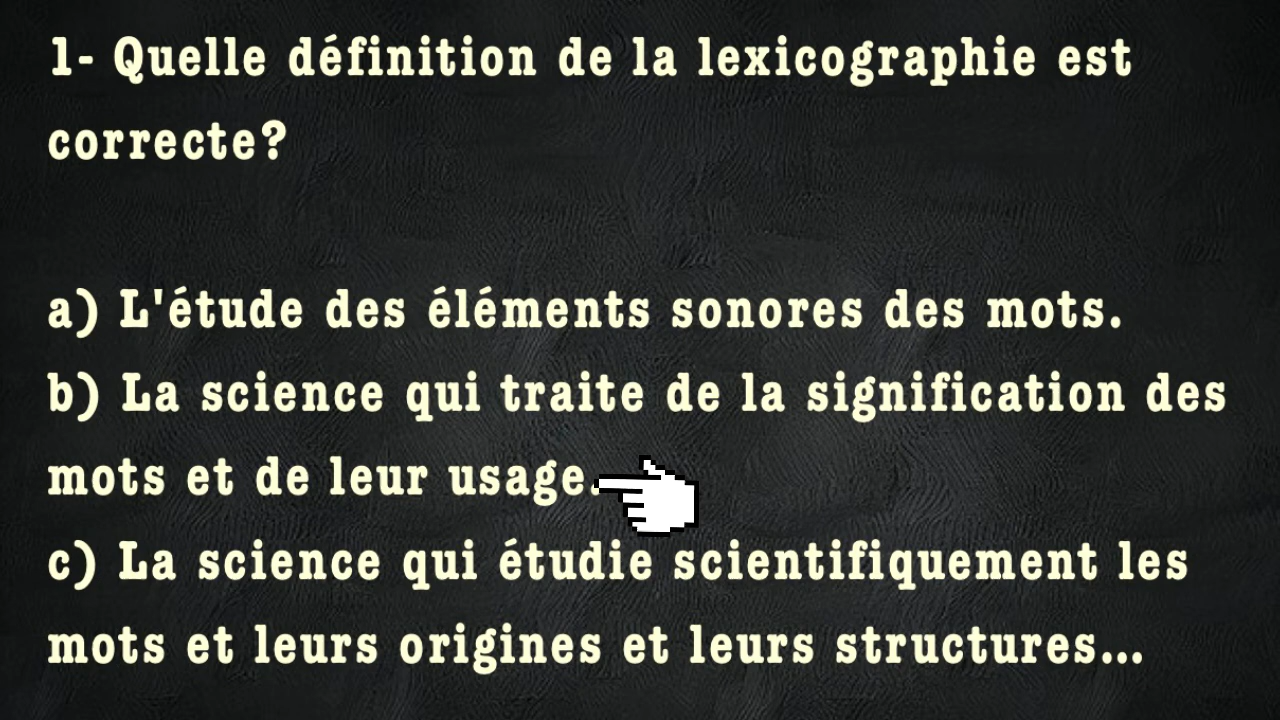 1- Quelle définition de la lexicographie est
correcte?
a) L'étude des éléments sonores des mots.
b) La science qui traite de la signification des
mots et de leur usage.
c) La science qui étudie scientifiquement les
mots et leurs origines et leurs structures...